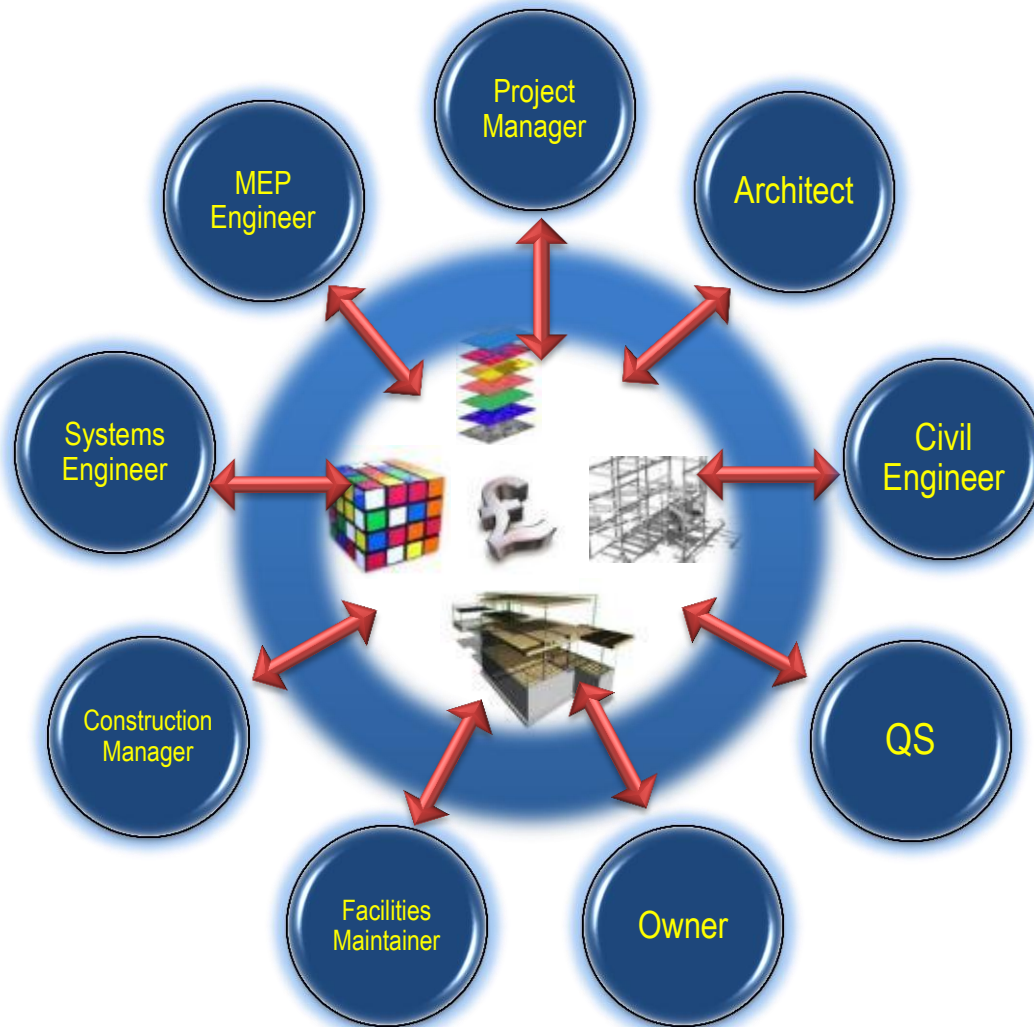 Project
Manager
Architect
Civil
Engineer
QS
Owner
Facilities
Maintainer
Construction
Manager
Systems
Engineer
MEP
Engineer
£